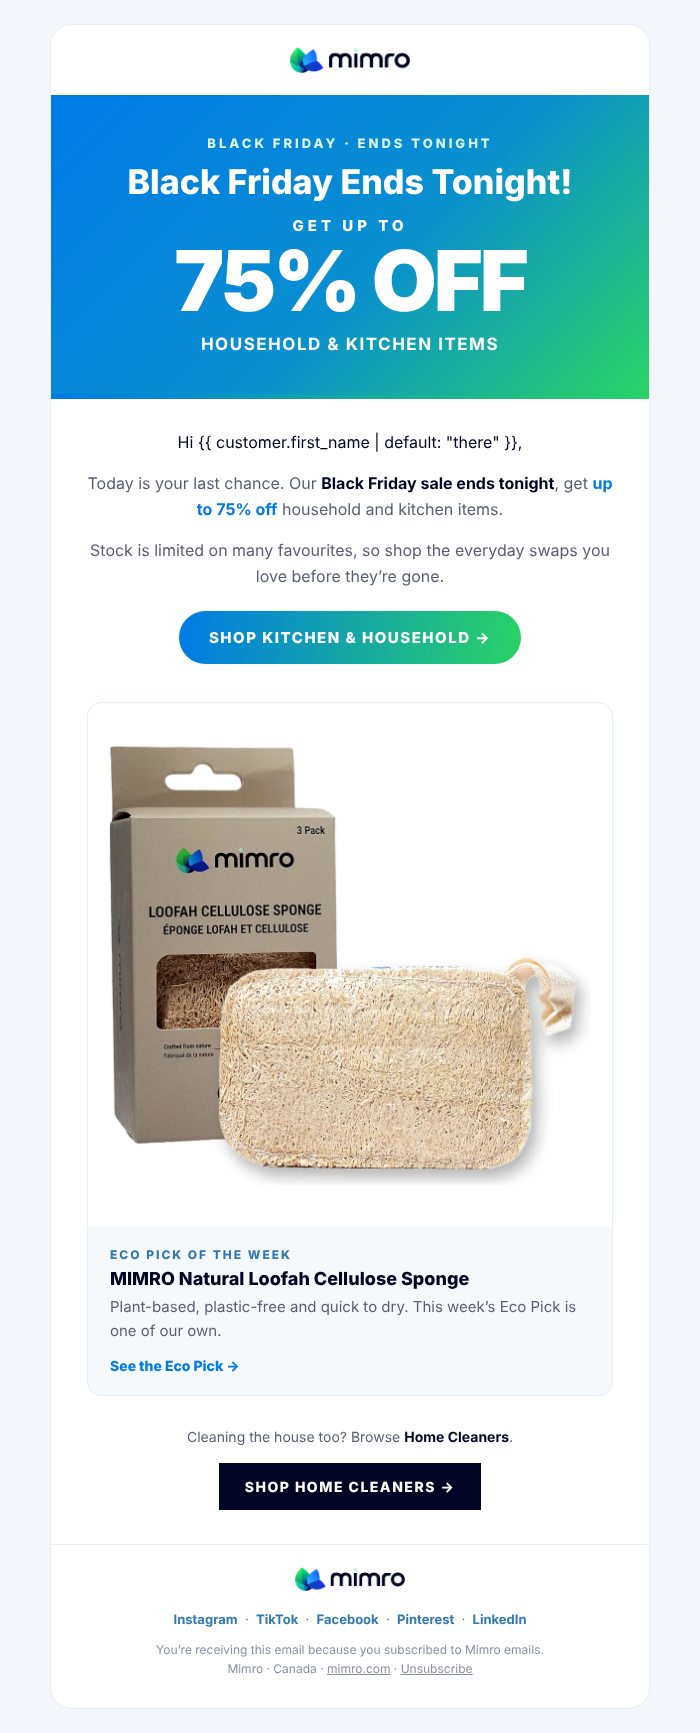 mimro
BLACK FRIDAY · ENDS TONIGHT
Black Friday Ends Tonight!
GET UP TO
75% OFF
HOUSEHOLD & KITCHEN ITEMS
Hi {{ customer.first_name | default: "there" }},
Today is your last chance. Our Black Friday sale ends tonight, get up
to 75% off household and kitchen items.
Stock is limited on many favourites, so shop the everyday swaps you
love before they’re gone.
SHOP KITCHEN & HOUSEHOLD →
3 Pack
mimro
LOOFAH CELLULOSE SPONGE
ÉPONGE LOFAH ET CELLULOSE
Crafted from nature
Fabriqué de la nature
ECO PICK OF THE WEEK
MIMRO Natural Loofah Cellulose Sponge
Plant-based, plastic-free and quick to dry. This week’s Eco Pick is
one of our own.
See the Eco Pick →
Cleaning the house too? Browse Home Cleaners.
SHOP HOME CLEANERS →
mimro
Instagram · TikTok · Facebook · Pinterest · LinkedIn
You’re receiving this email because you subscribed to Mimro emails.
Mimro · Canada · mimro.com · Unsubscribe